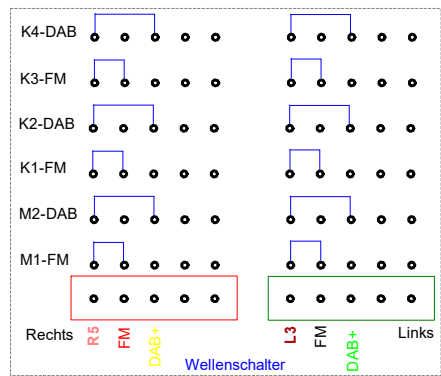 K4-DAB
K3-FM
K2-DAB
K1-FM
M2-DAB
M1-FM
Rechts R5 FM DAB+ L3 FM DAB+ Links
Wellenschalter